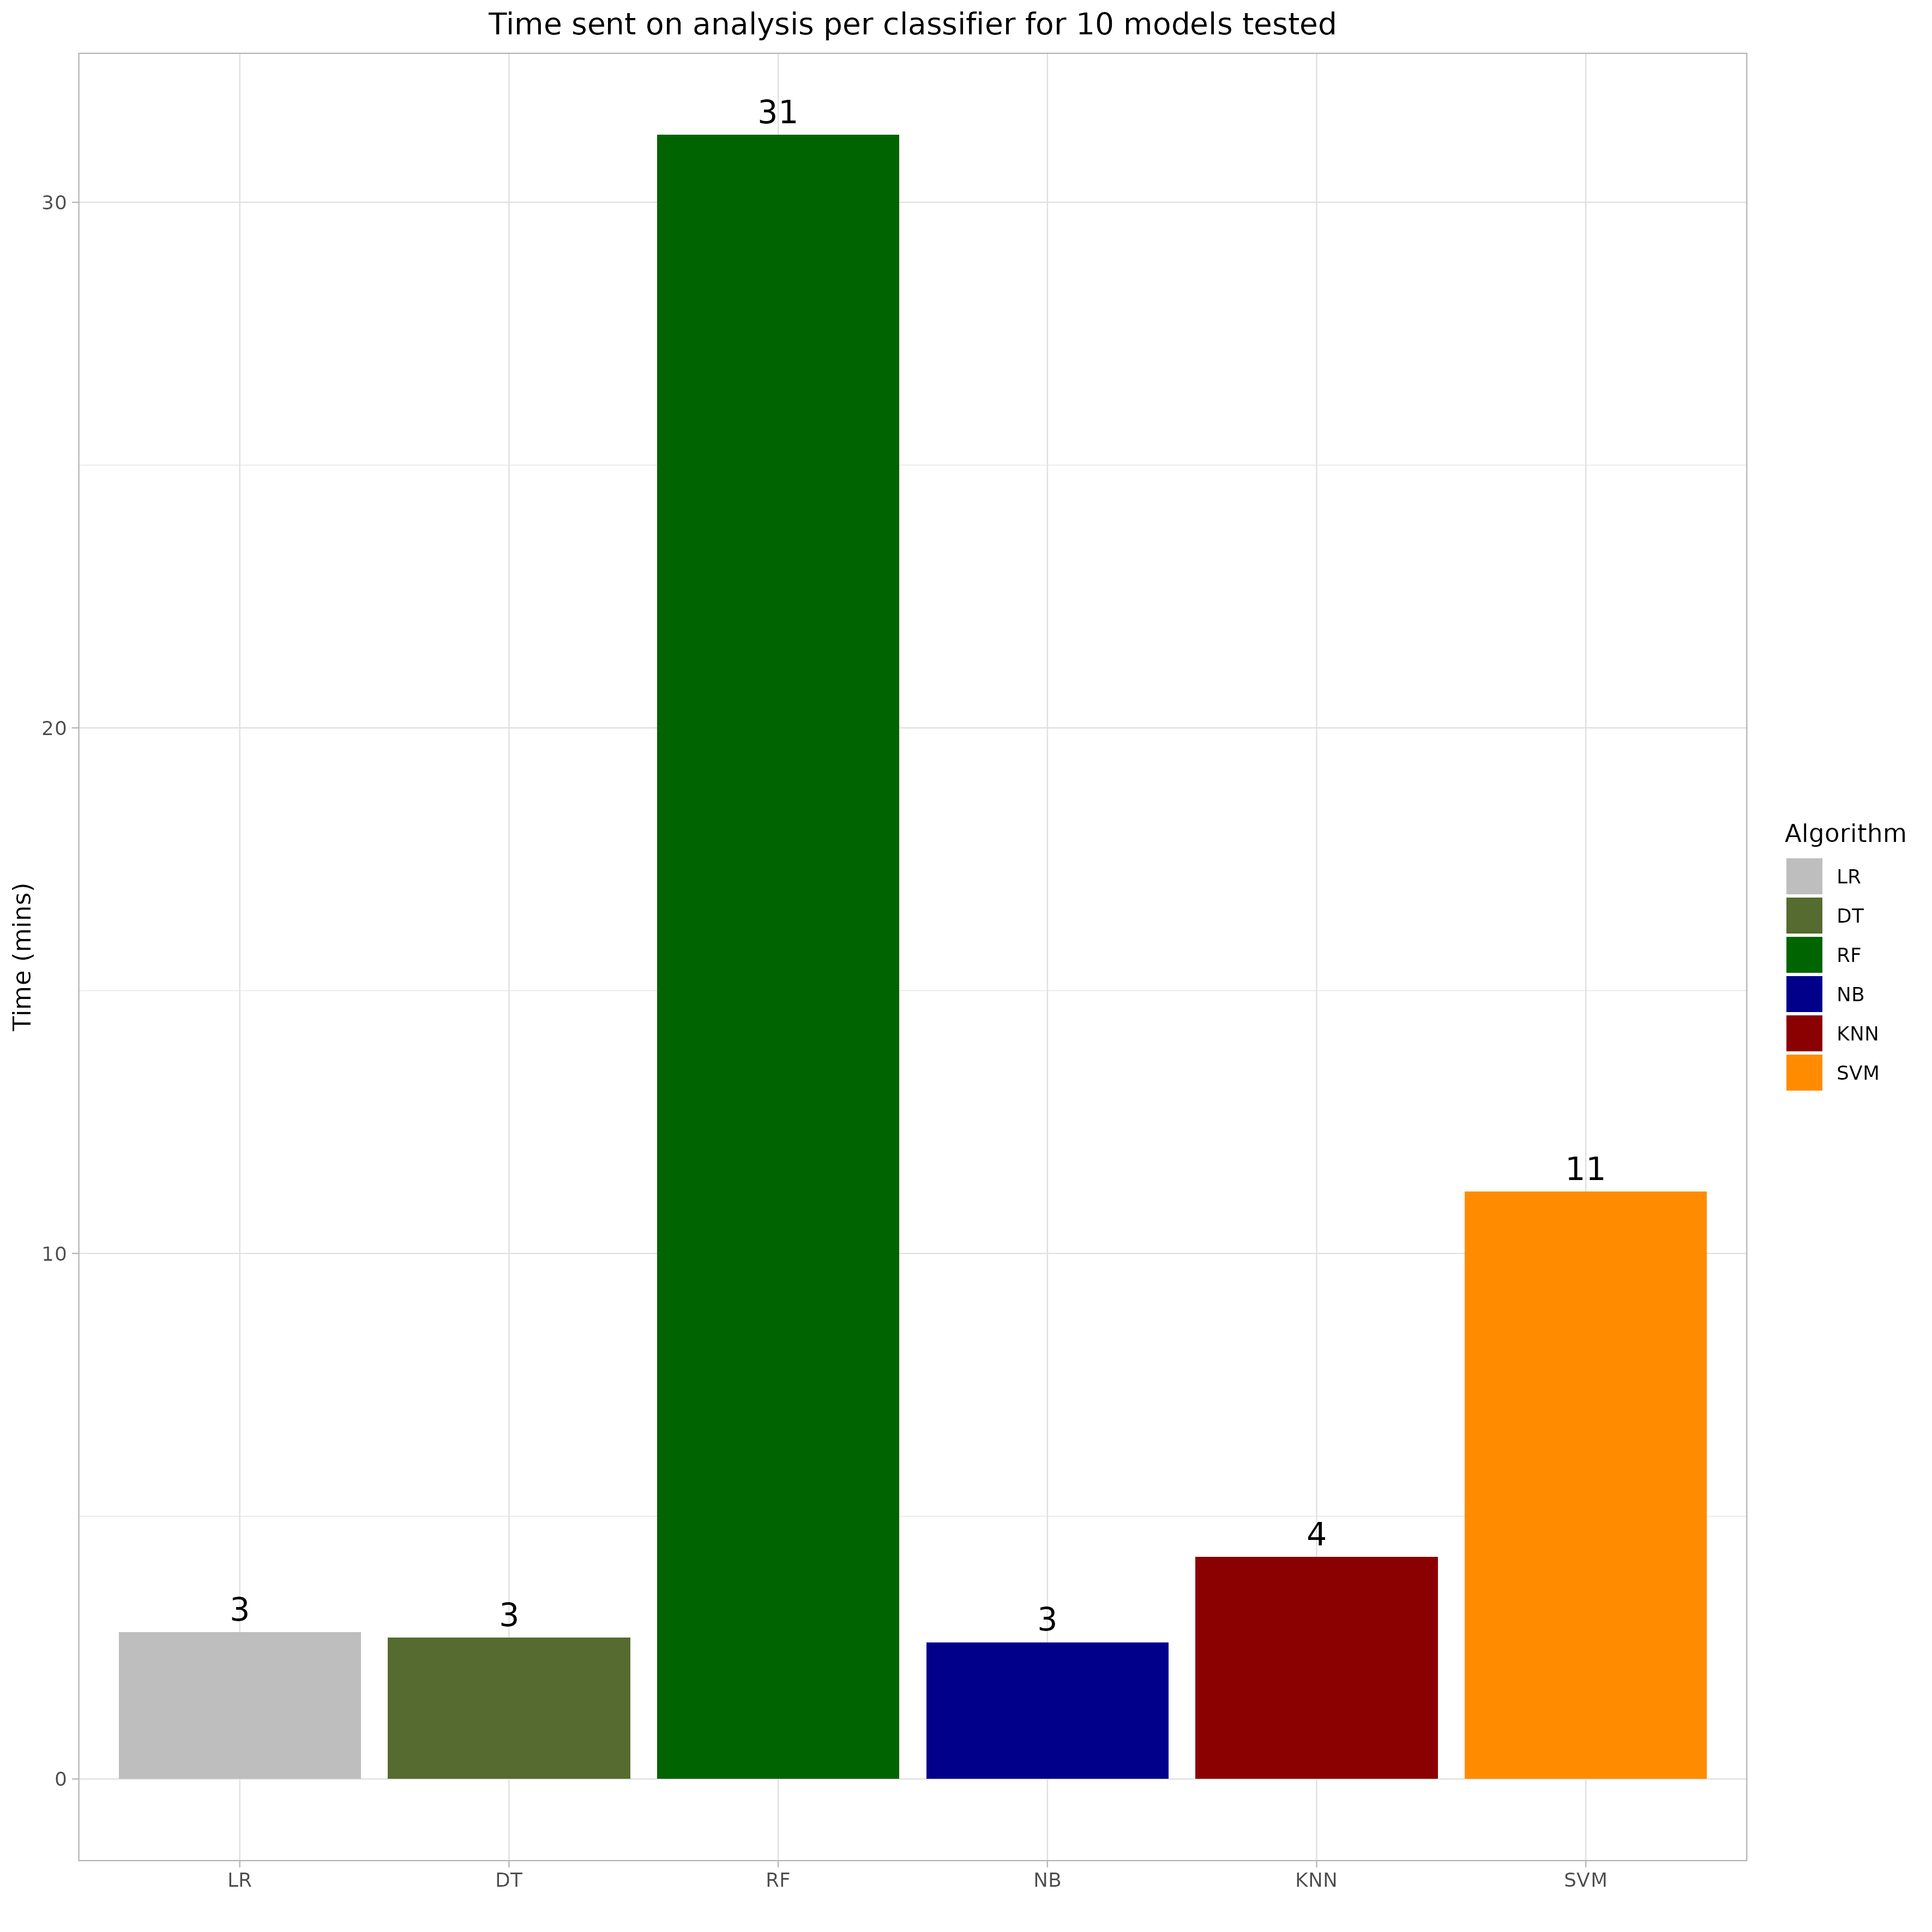 Time sent on analysis per classifier for 10 models tested
31
30
20
11
10
4
3
3
3
0
Time (mins)
LR
DT
RF
NB
KNN
SVM
Algorithm
LR
DT
RF
NB
KNN
SVM